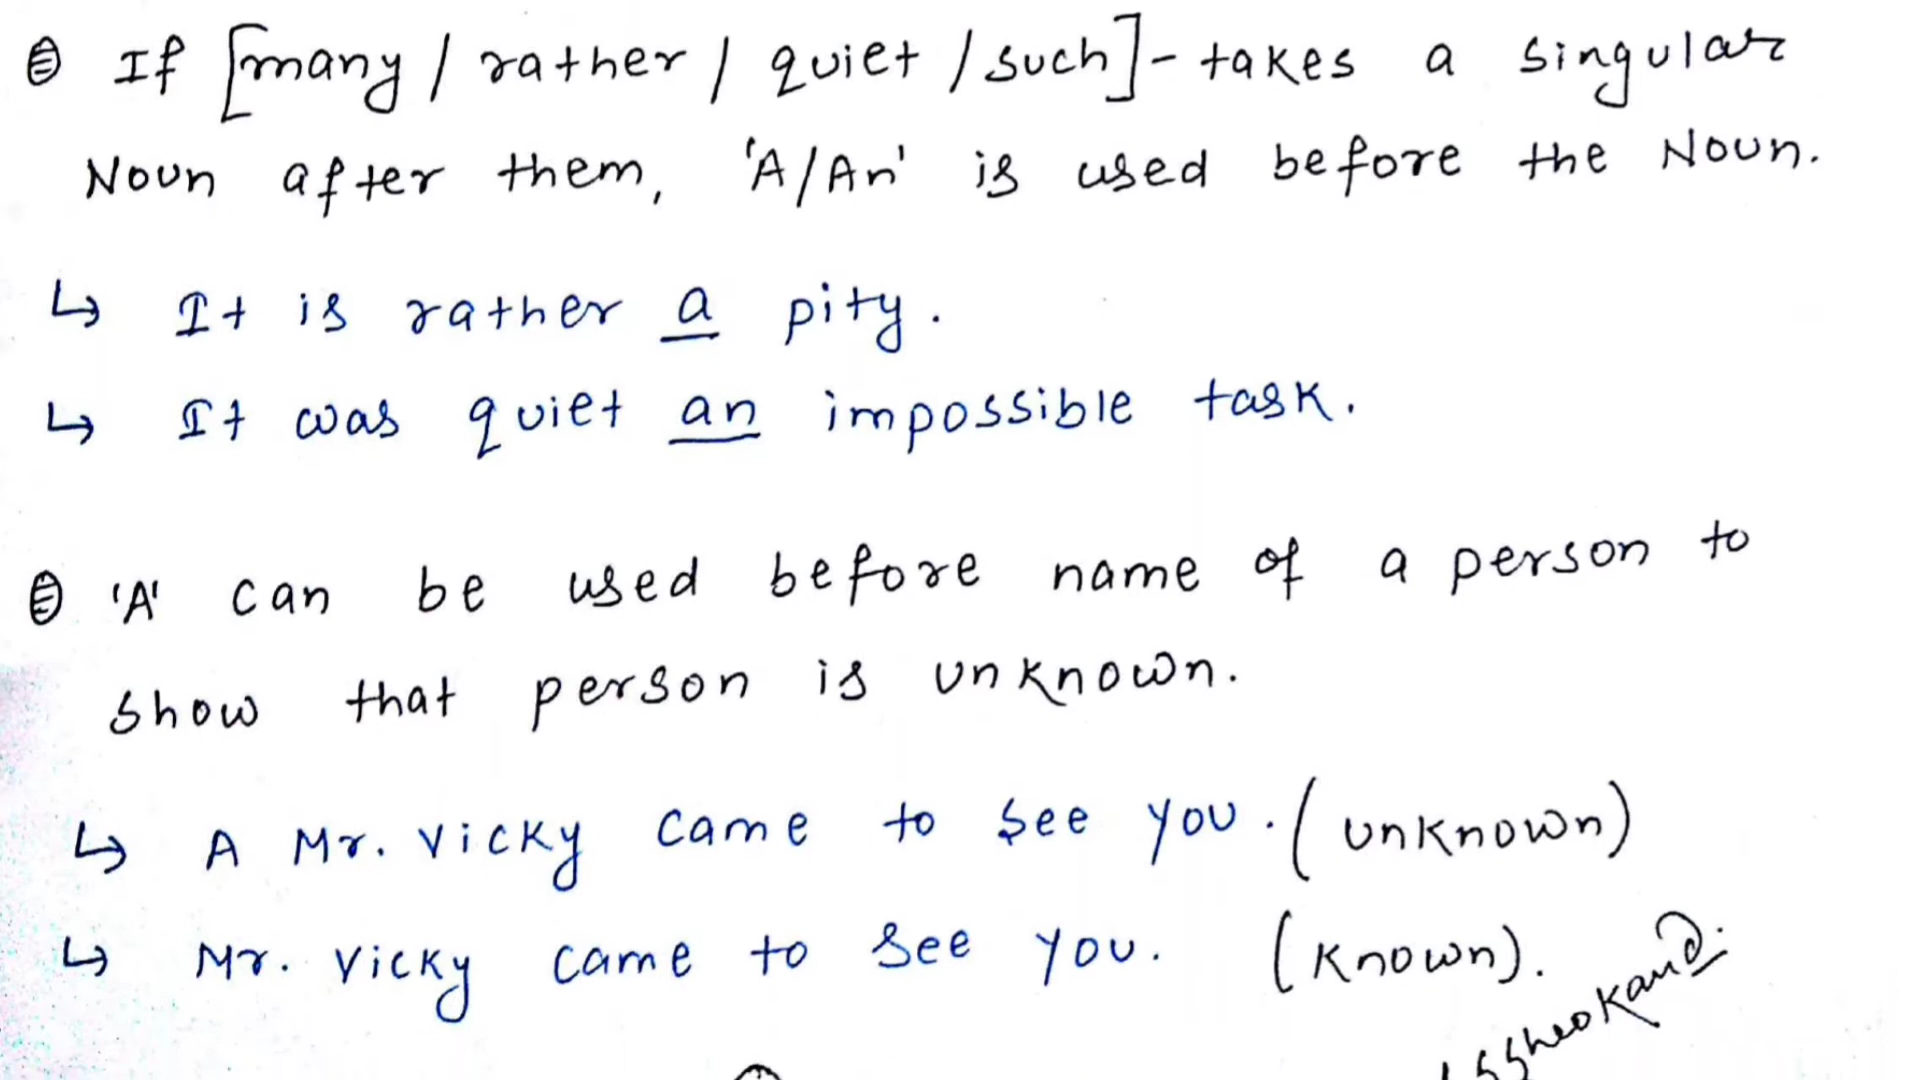 If [many / rather / quiet / such] - takes a singular
Noun after them, 'A/An' is used before the Noun.
↳ It is rather a pity.
↳ It was quiet an impossible task.
'A' can be used before name of a person to
show that person is unknown.
↳ A Mr. Vicky came to see you. (unknown)
↳ Mr. Vicky came to see you. (Known).